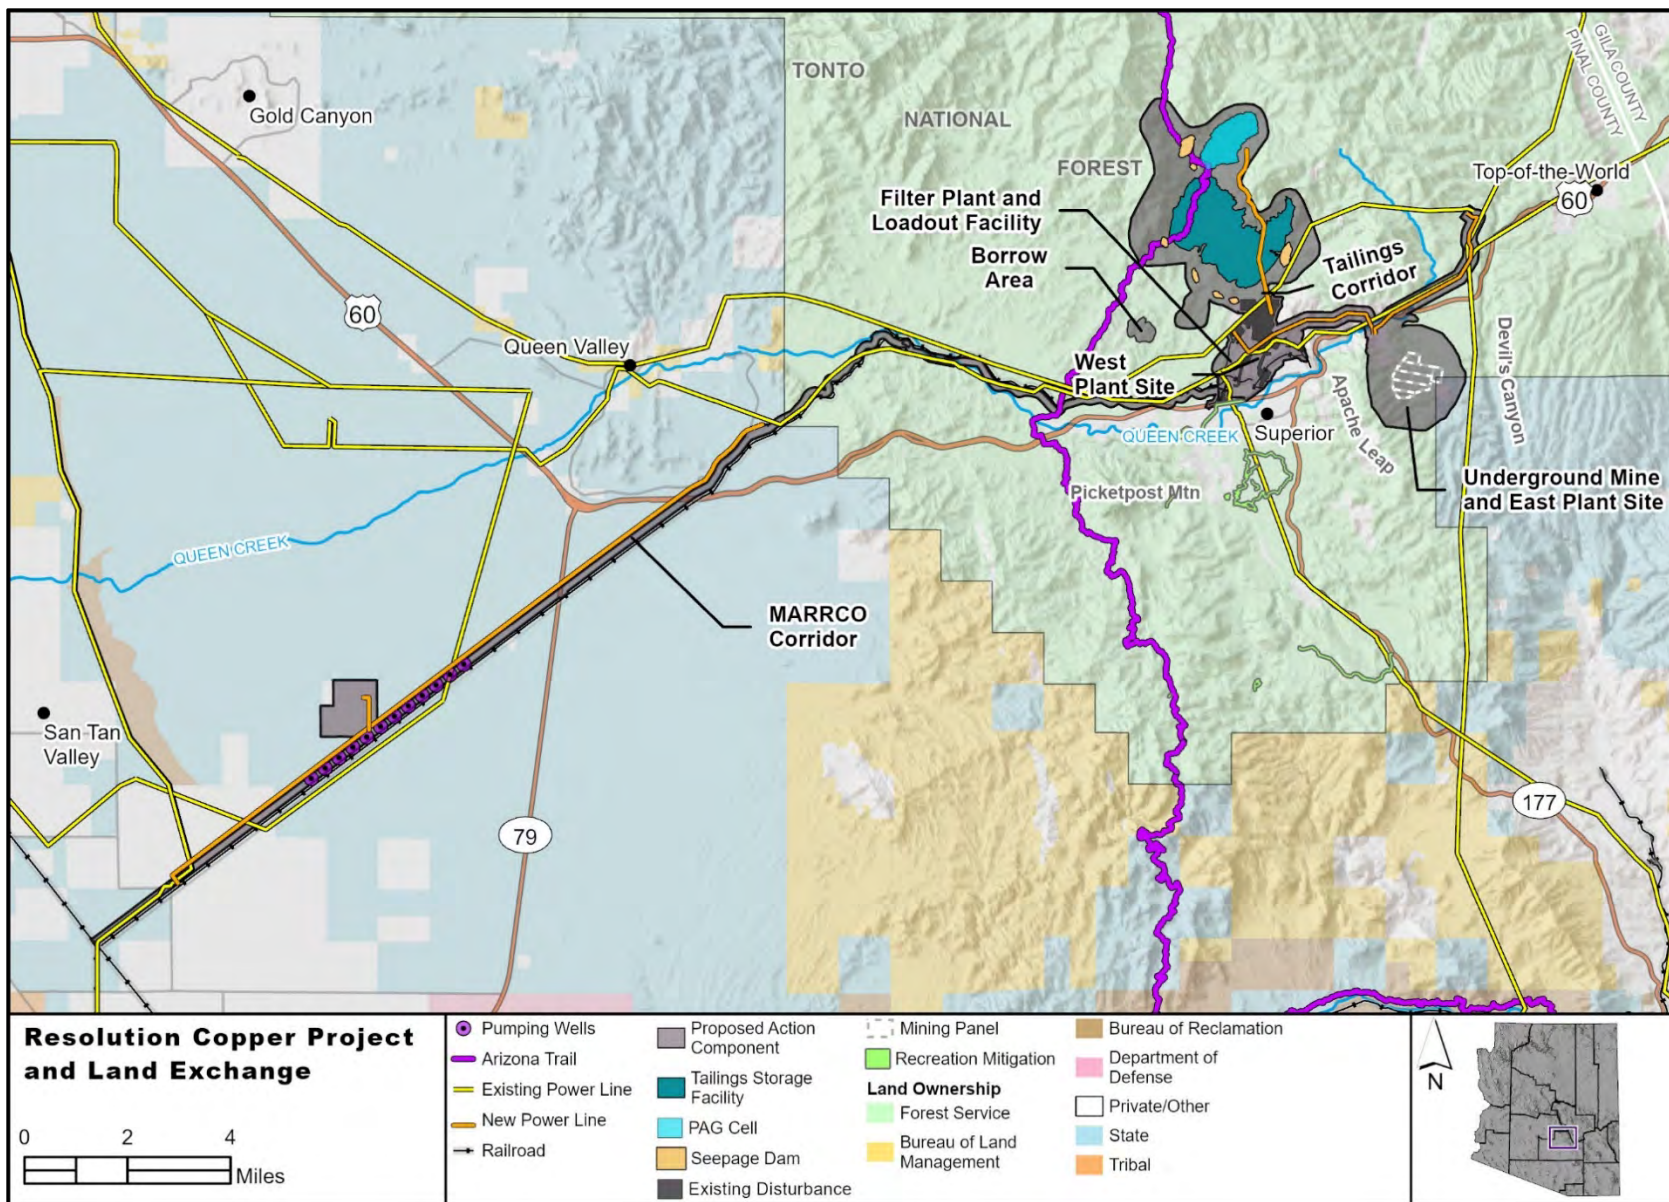 TONTO
NATIONAL
FOREST
GILA COUNTY
PINAL COUNTY
Gold Canyon
Top-of-the-World
60
Filter Plant and
Loadout Facility
Borrow
Area
Tailings
Corridor
60
Queen Valley
West
Plant Site
Devil's Canyon
Apache Leap
QUEEN CREEK
Superior
Picketpost Mtn
Underground Mine
and East Plant Site
QUEEN CREEK
MARRCO
Corridor
San Tan
Valley
79
177
Resolution Copper Project
and Land Exchange
0 2 4
Miles
Pumping Wells
Arizona Trail
Existing Power Line
New Power Line
Railroad
Proposed Action
Component
Tailings Storage
Facility
PAG Cell
Seepage Dam
Existing Disturbance
Mining Panel
Recreation Mitigation
Land Ownership
Forest Service
Bureau of Land
Management
Bureau of Reclamation
Department of
Defense
Private/Other
State
Tribal
N